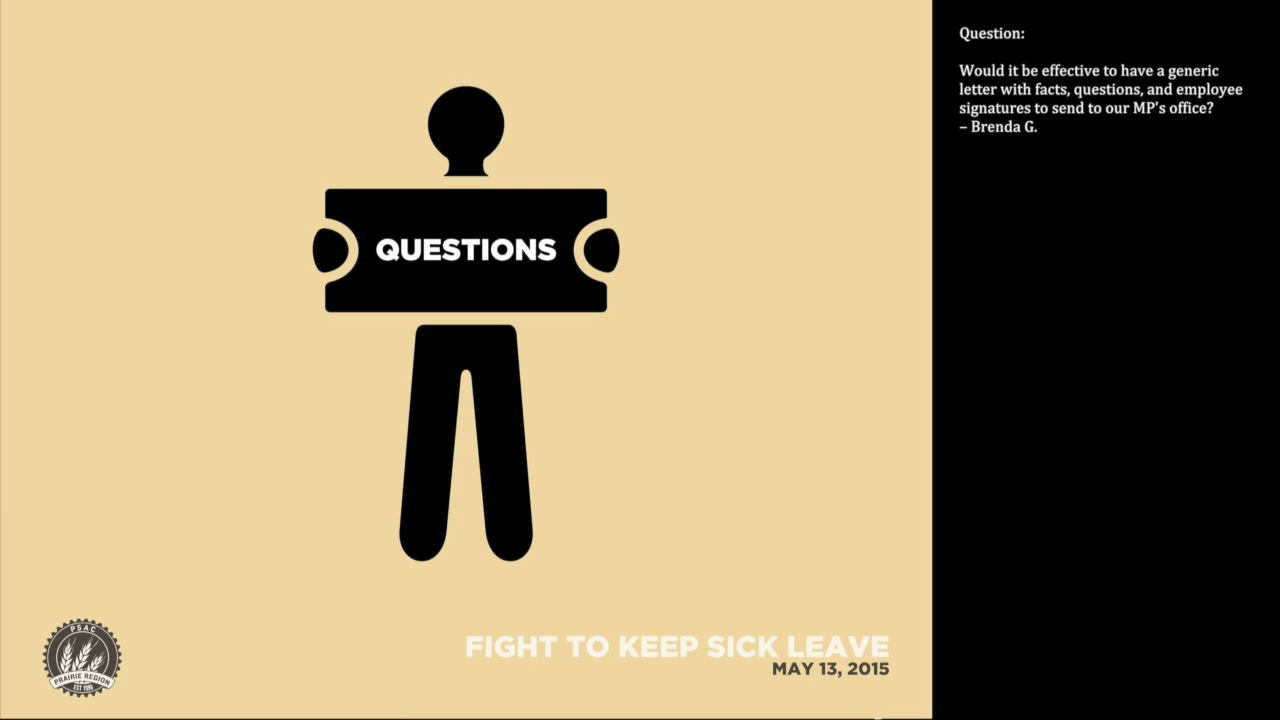 QUESTIONS
FIGHT TO KEEP SICK LEAVE
MAY 13, 2015
PSAC
PRAIRIE REGION
Question:
Would it be effective to have a generic
letter with facts, questions, and employee
signatures to send to our MP's office?
– Brenda G.